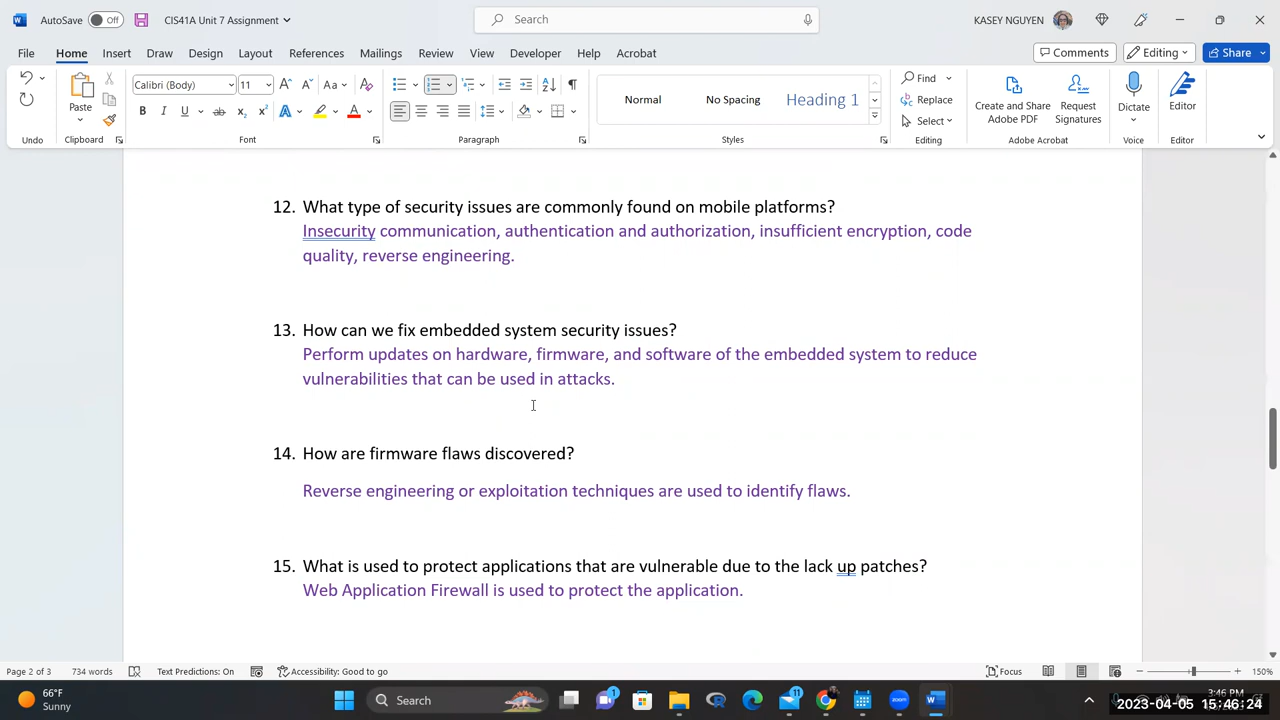 AutoSave Off CIS41A Unit 7 Assignment Search KASEY NGUYEN
File Home Insert Draw Design Layout References Mailings Review View Developer Help Acrobat Comments Editing Share
Calibri (Body) 11 Aa Find
Paste Normal No Spacing Heading 1 Replace Create and Share Adobe PDF Request Signatures Dictate Editor
B I U ab x₂ x² A A Select
Undo Clipboard Font Paragraph Styles Editing Adobe Acrobat Voice Editor
12. What type of security issues are commonly found on mobile platforms?
Insecurity communication, authentication and authorization, insufficient encryption, code
quality, reverse engineering.
13. How can we fix embedded system security issues?
Perform updates on hardware, firmware, and software of the embedded system to reduce
vulnerabilities that can be used in attacks.
14. How are firmware flaws discovered?
Reverse engineering or exploitation techniques are used to identify flaws.
15. What is used to protect applications that are vulnerable due to the lack up patches?
Web Application Firewall is used to protect the application.
Page 2 of 3 734 words Text Predictions: On Accessibility: Good to go Focus 150%
66°F Search 1 11 3:46 PM
Sunny 2023-04-05 15:46:24